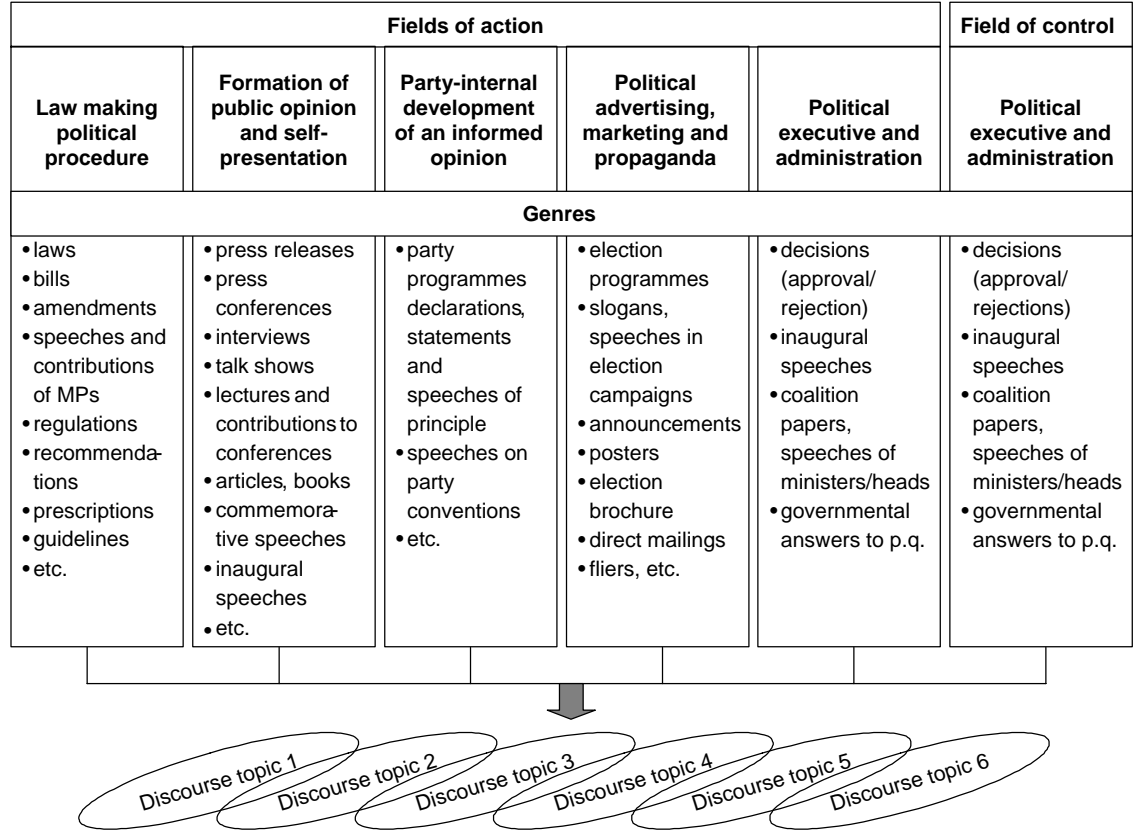 Fields of action
Field of control
Law making
political
procedure
Formation of
public opinion
and self-
presentation
Party-internal
development
of an informed
opinion
Political
advertising,
marketing and
propaganda
Political
executive and
administration
Political
executive and
administration
Genres
• laws
• bills
• amendments
• speeches and
contributions
of MPs
• regulations
• recommenda-
tions
• prescriptions
• guidelines
• etc.
• press releases
• press
conferences
• interviews
• talk shows
• lectures and
contributions to
conferences
• articles, books
• commemora-
tive speeches
• inaugural
speeches
• etc.
• party
programmes
declarations,
statements
and
speeches of
principle
• speeches on
party
conventions
• etc.
• election
programmes
• slogans,
speeches in
election
campaigns
• announcements
• posters
• election
brochure
• direct mailings
• fliers, etc.
• decisions
(approval/
rejection)
• inaugural
speeches
• coalition
papers,
speeches of
ministers/heads
• governmental
answers to p.q.
• decisions
(approval/
rejections)
• inaugural
speeches
• coalition
papers,
speeches of
ministers/heads
• governmental
answers to p.q.
Discourse topic 1
Discourse topic 2
Discourse topic 3
Discourse topic 4
Discourse topic 5
Discourse topic 6